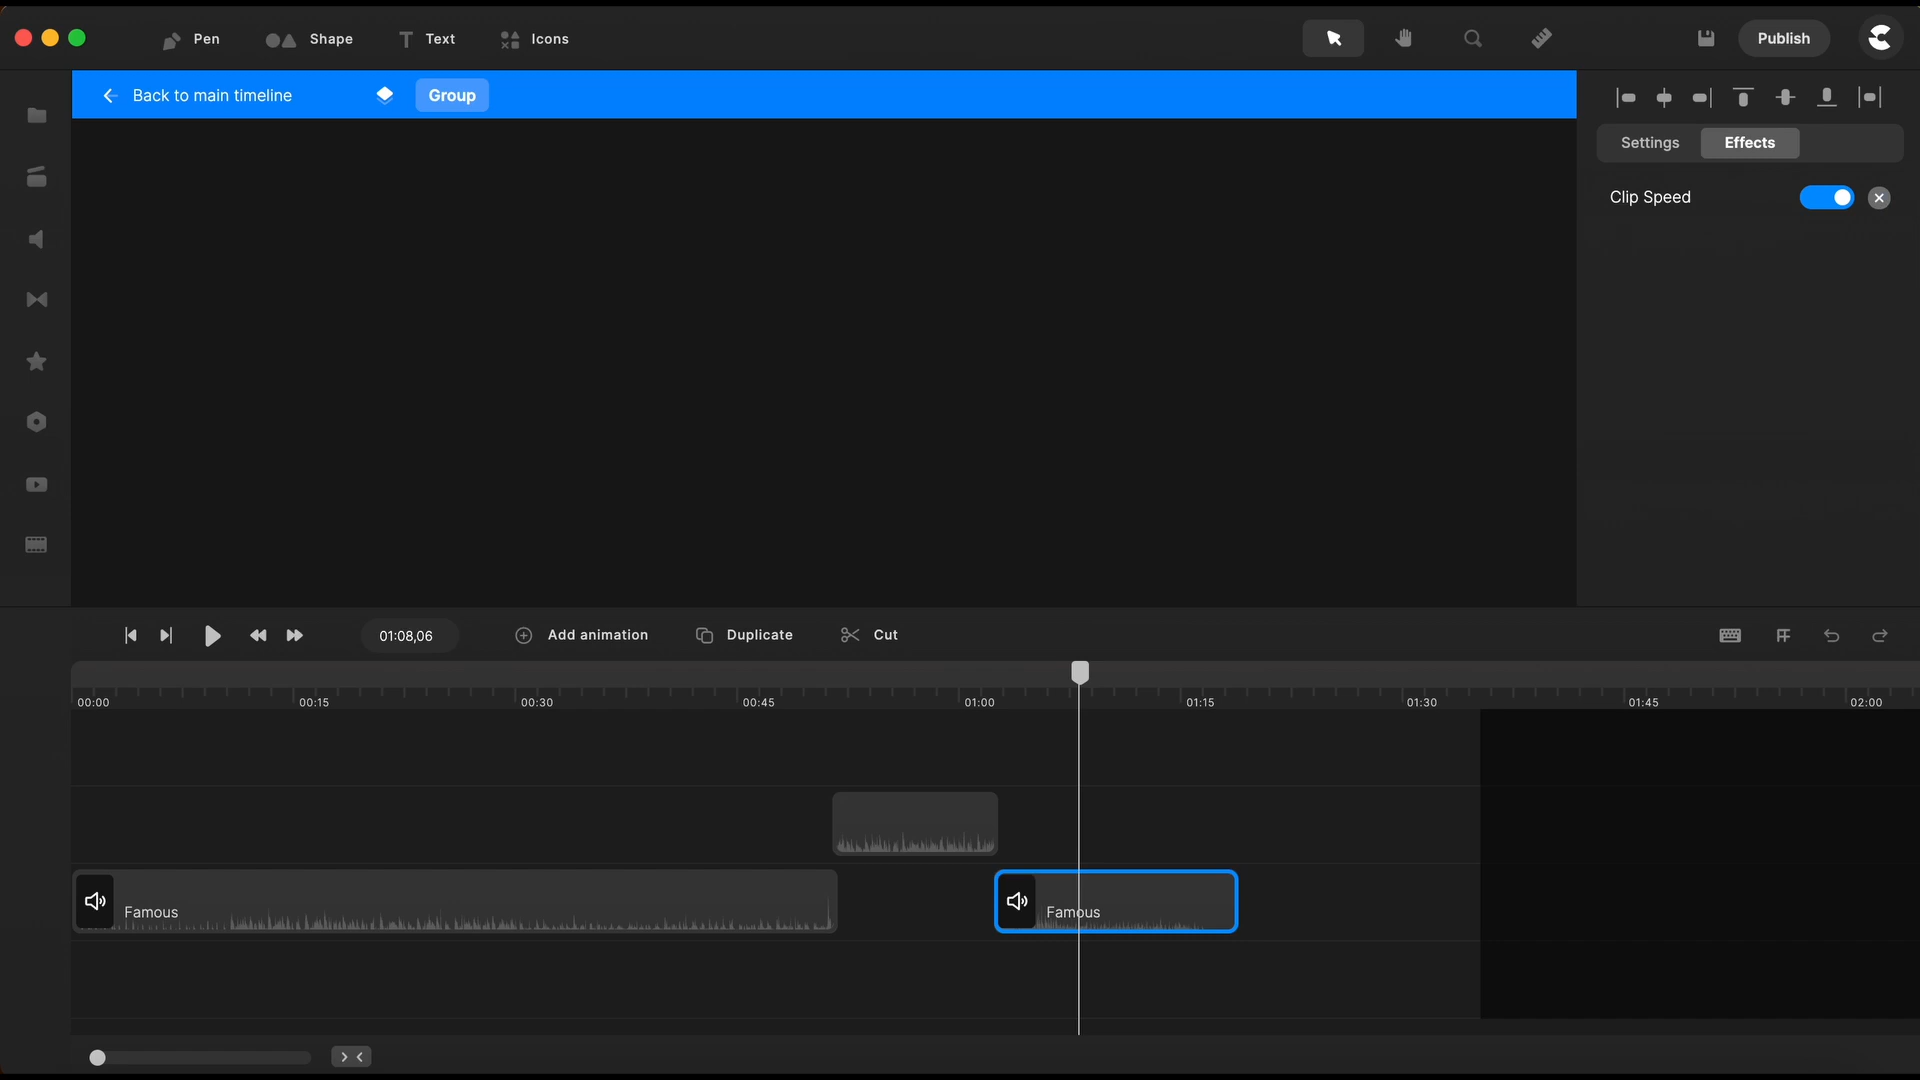 Pen
Shape
Text
Icons
Publish
Back to main timeline
Group
Settings
Effects
Clip Speed
01:08,06
Add animation
Duplicate
Cut
00:00
00:15
00:30
00:45
01:00
01:15
01:30
01:45
02:00
Famous
Famous